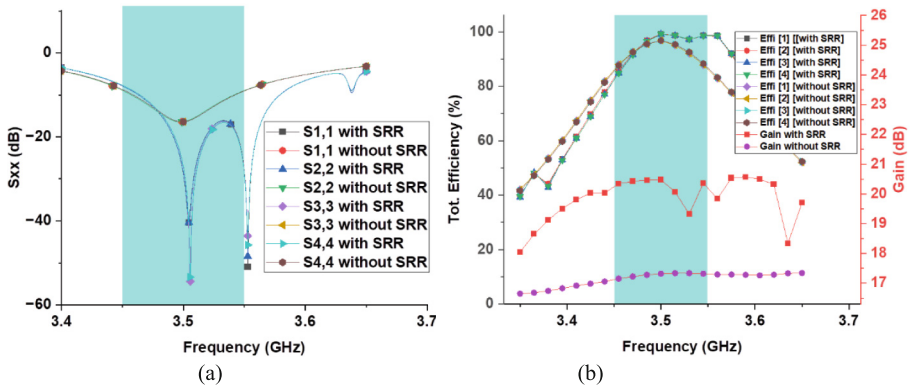 0
-20
-40
-60
Sxx (dB)
3.4
3.5
3.6
3.7
Frequency (GHz)
S1,1 with SRR
S1,1 without SRR
S2,2 with SRR
S2,2 without SRR
S3,3 with SRR
S3,3 without SRR
S4,4 with SRR
S4,4 without SRR
(a)
100
80
60
40
20
0
Tot. Efficiency (%)
3.4
3.5
3.6
3.7
Frequency (GHz)
Effi [1] [[with SRR]
Effi [2] [with SRR]
Effi [3] [with SRR]
Effi [4] [with SRR]
Effi [1] [without SRR]
Effi [2] [without SRR]
Effi [3] [without SRR]
Effi [4] [without SRR]
Gain with SRR
Gain without SRR
26
25
24
23
22
21
20
19
18
17
Gain (dB)
(b)